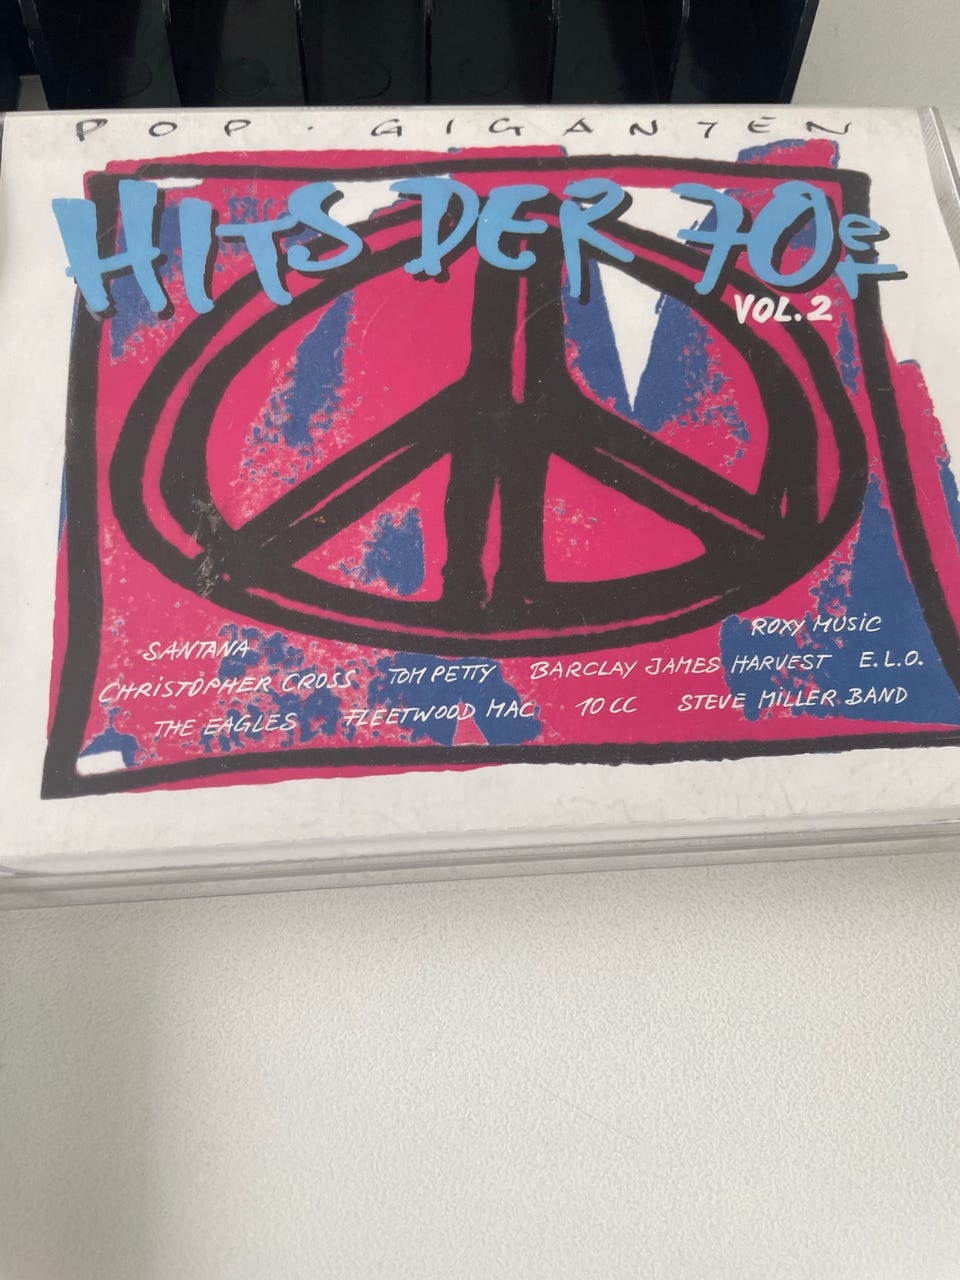 POP · GIGANTEN
HITS DER 70er
VOL. 2
ROXY MUSIC
SANTANA
CHRISTOPHER CROSS TOM PETTY BARCLAY JAMES HARVEST E.L.O.
THE EAGLES FLEETWOOD MAC 10 CC STEVE MILLER BAND